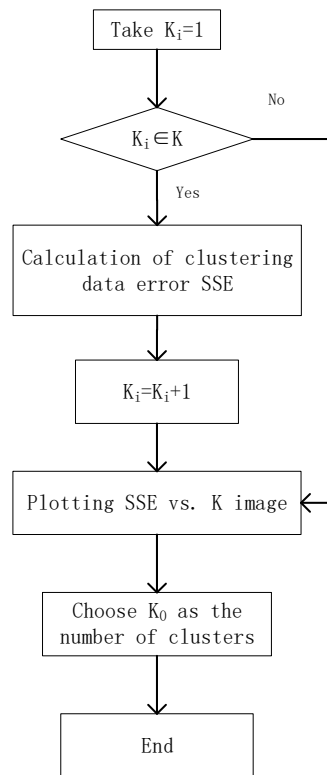 Take Kᵢ=1
No
Kᵢ∈K
Yes
Calculation of clustering
data error SSE
Kᵢ=Kᵢ+1
Plotting SSE vs. K image
Choose K₀ as the
number of clusters
End